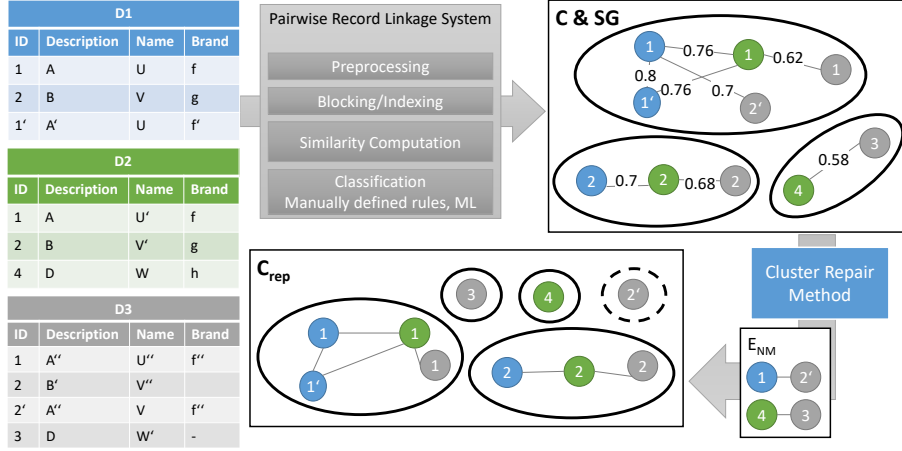 D1
ID Description Name Brand
1 A U f
2 B V g
1‘ A‘ U f‘
D2
ID Description Name Brand
1 A U‘ f
2 B V‘ g
4 D W h
D3
ID Description Name Brand
1 A‘‘ U‘‘ f‘‘
2 B‘ V‘‘
2‘ A‘‘ V f‘‘
3 D W‘ -
Pairwise Record Linkage System
Preprocessing
Blocking/Indexing
Similarity Computation
Classification
Manually defined rules, ML
C & SG
1 0.76 1 0.62 1
0.8 0.76 0.7
1‘ 2‘
2 0.7 2 0.68 2
3
0.58
4
Cluster Repair
Method
E_NM
1 2‘
4 3
C_rep
3 4 2‘
1 1
1
1‘
2 2 2